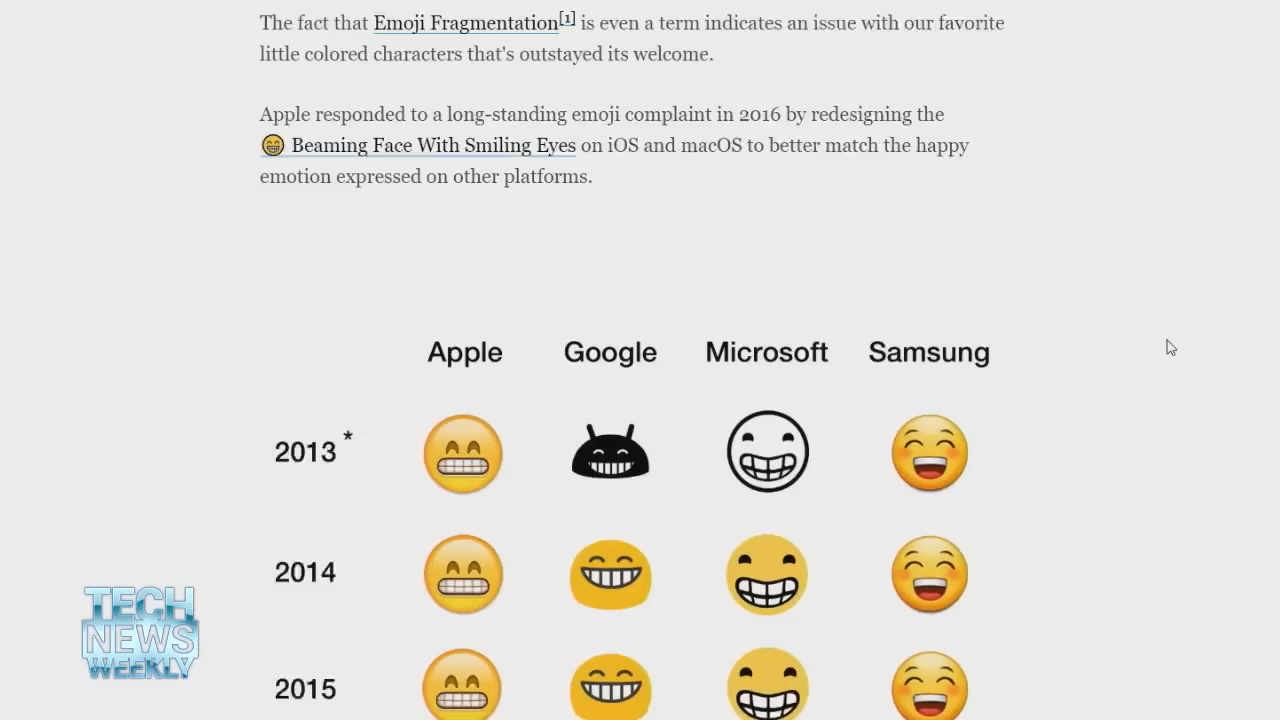 The fact that Emoji Fragmentation[1] is even a term indicates an issue with our favorite
little colored characters that's outstayed its welcome.
Apple responded to a long-standing emoji complaint in 2016 by redesigning the
😁 Beaming Face With Smiling Eyes on iOS and macOS to better match the happy
emotion expressed on other platforms.
Apple Google Microsoft Samsung
2013 *
2014
2015
TECH
NEWS
WEEKLY